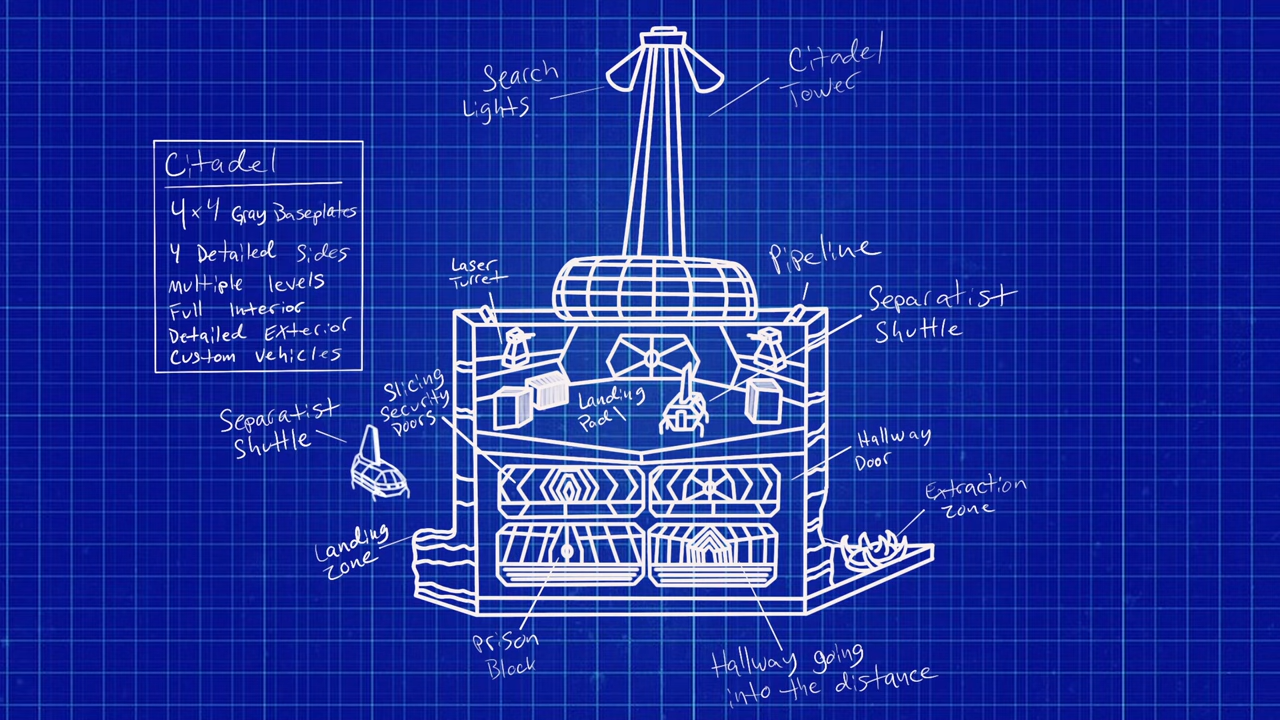 Search
Lights
Citadel
Tower
Citadel
4x4 Gray Baseplates
4 Detailed Sides
Multiple levels
Full Interior
Detailed Exterior
Custom vehicles
Laser
Turret
Pipeline
Separatist
Shuttle
Slicing
Security
Doors
Landing
Pad
Separatist
Shuttle
Hallway
Door
Extraction
Zone
Landing
Zone
Prison
Block
Hallway going
into the distance